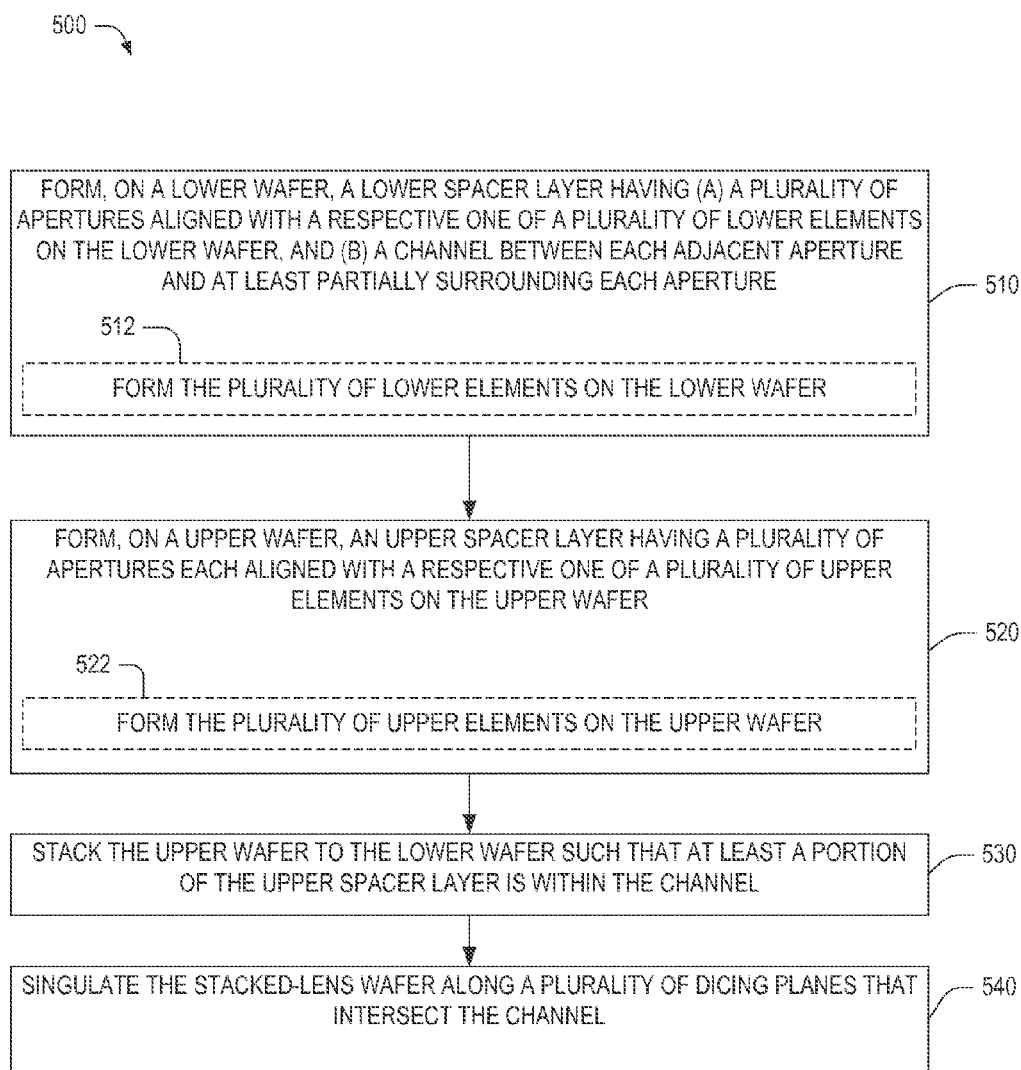 500
FORM, ON A LOWER WAFER, A LOWER SPACER LAYER HAVING (A) A PLURALITY OF
APERTURES ALIGNED WITH A RESPECTIVE ONE OF A PLURALITY OF LOWER ELEMENTS
ON THE LOWER WAFER, AND (B) A CHANNEL BETWEEN EACH ADJACENT APERTURE
AND AT LEAST PARTIALLY SURROUNDING EACH APERTURE
510
512
FORM THE PLURALITY OF LOWER ELEMENTS ON THE LOWER WAFER
FORM, ON A UPPER WAFER, AN UPPER SPACER LAYER HAVING A PLURALITY OF
APERTURES EACH ALIGNED WITH A RESPECTIVE ONE OF A PLURALITY OF UPPER
ELEMENTS ON THE UPPER WAFER
520
522
FORM THE PLURALITY OF UPPER ELEMENTS ON THE UPPER WAFER
STACK THE UPPER WAFER TO THE LOWER WAFER SUCH THAT AT LEAST A PORTION
OF THE UPPER SPACER LAYER IS WITHIN THE CHANNEL
530
SINGULATE THE STACKED-LENS WAFER ALONG A PLURALITY OF DICING PLANES THAT
INTERSECT THE CHANNEL
540